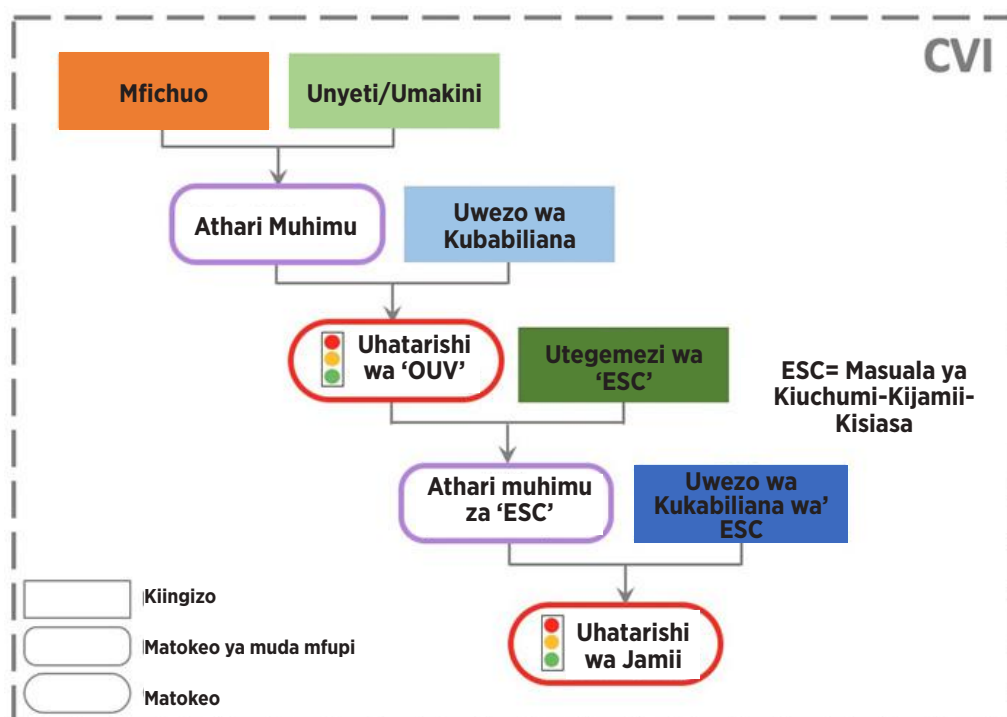 CVI
Mfichuo
Unyeti/Umakini
Athari Muhimu
Uwezo wa
Kubabiliana
Uhatarishi
wa ‘OUV’
Utegemezi wa
‘ESC’
ESC= Masuala ya
Kiuchumi-Kijamii-
Kisiasa
Athari muhimu
za ‘ESC’
Uwezo wa
Kukabiliana wa’
ESC
Uhatarishi
wa Jamii
Kiingizo
Matokeo ya muda mfupi
Matokeo